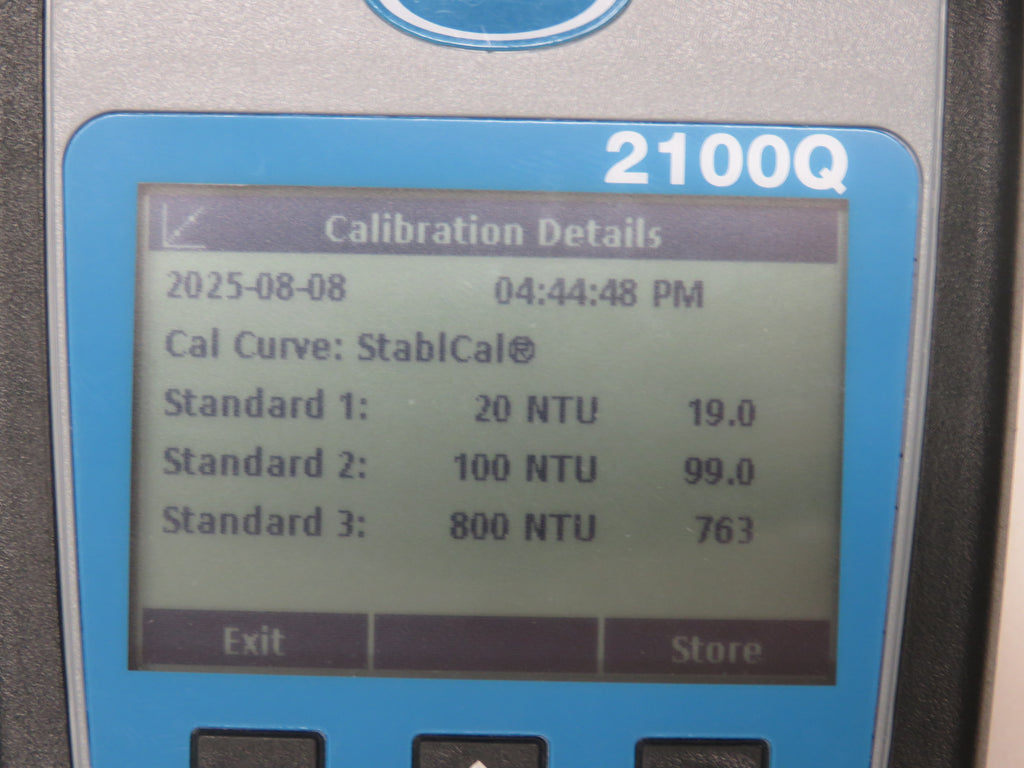 2100Q
Calibration Details
2025-08-08 04:44:48 PM
Cal Curve: StablCal®
Standard 1: 20 NTU 19.0
Standard 2: 100 NTU 99.0
Standard 3: 800 NTU 763
Exit Store